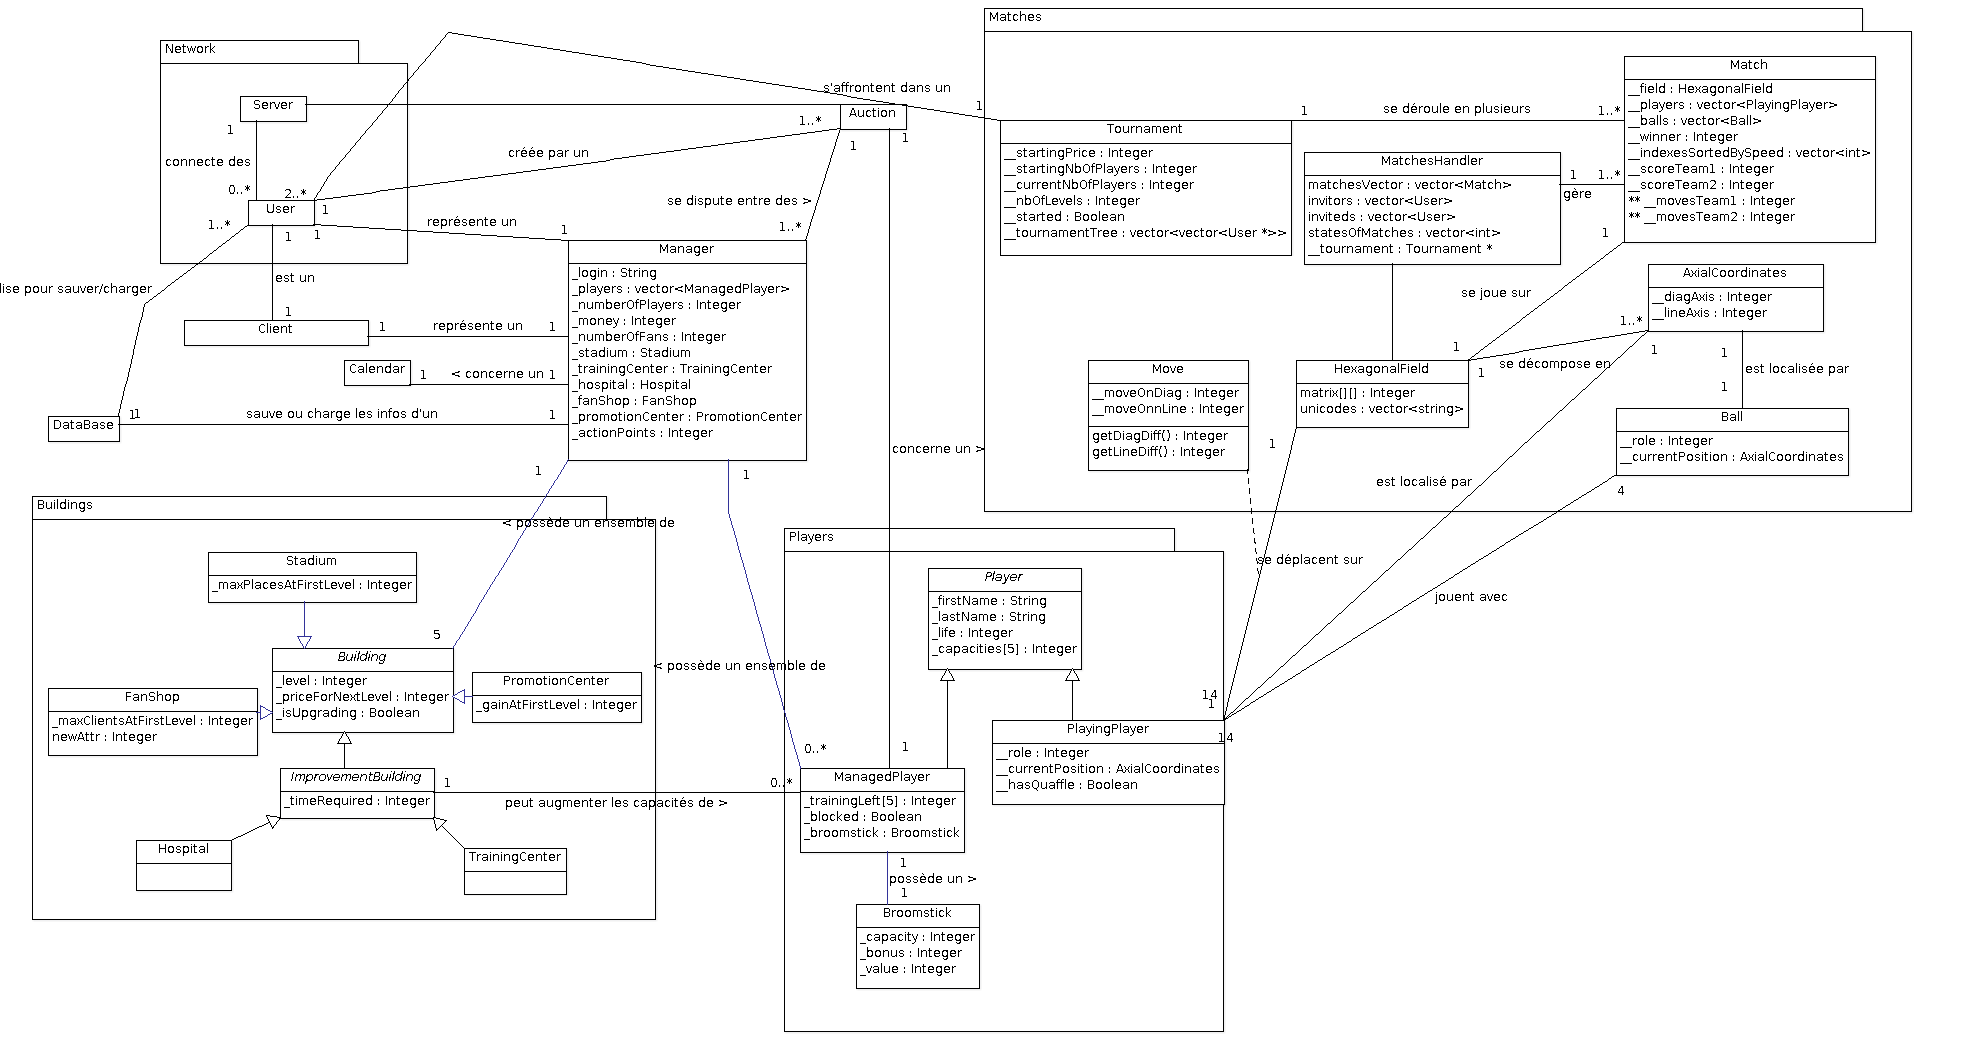 Matches
Network
Server
1
connecte des
0..*
2..*
User
1
1..*
1
1
est un
1
Client
lise pour sauver/charger
s'affrontent dans un
1
Auction
1..*
1
1
créée par un
se dispute entre des >
1..*
représente un
1
Manager
_login : String
_players : vector<ManagedPlayer>
_numberOfPlayers : Integer
_money : Integer
_numberOfFans : Integer
_stadium : Stadium
_trainingCenter : TrainingCenter
_hospital : Hospital
_fanShop : FanShop
_promotionCenter : PromotionCenter
_actionPoints : Integer
1
représente un
1
Calendar
1
< concerne un
1
DataBase
1
1
sauve ou charge les infos d'un
1
1
1
Tournament
__startingPrice : Integer
__startingNbOfPlayers : Integer
__currentNbOfPlayers : Integer
__nbOfLevels : Integer
__started : Boolean
__tournamentTree : vector<vector<User *>>
1
se déroule en plusieurs
1..*
Match
__field : HexagonalField
__players : vector<PlayingPlayer>
__balls : vector<Ball>
__winner : Integer
__indexesSortedBySpeed : vector<int>
__scoreTeam1 : Integer
__scoreTeam2 : Integer
** __movesTeam1 : Integer
** __movesTeam2 : Integer
MatchesHandler
matchesVector : vector<Match>
invitors : vector<User>
inviteds : vector<User>
statesOfMatches : vector<int>
__tournament : Tournament *
1
1..*
gère
1
se joue sur
1
AxialCoordinates
__diagAxis : Integer
__lineAxis : Integer
1..*
se décompose en
1
1
1
est localisée par
1
Move
__moveOnDiag : Integer
__moveOnnLine : Integer
getDiagDiff() : Integer
getLineDiff() : Integer
HexagonalField
matrix[][] : Integer
unicodes : vector<string>
Ball
__role : Integer
__currentPosition : AxialCoordinates
1
concerne un >
est localisé par
4
se déplacent sur
jouent avec
Buildings
< possède un ensemble de
Stadium
_maxPlacesAtFirstLevel : Integer
5
Building
_level : Integer
_priceForNextLevel : Integer
_isUpgrading : Boolean
< possède un ensemble de
FanShop
_maxClientsAtFirstLevel : Integer
newAttr : Integer
PromotionCenter
_gainAtFirstLevel : Integer
ImprovementBuilding
_timeRequired : Integer
1
peut augmenter les capacités de >
0..*
Hospital
TrainingCenter
Players
Player
_firstName : String
_lastName : String
_life : Integer
_capacities[5] : Integer
14
1
14
PlayingPlayer
__role : Integer
__currentPosition : AxialCoordinates
__hasQuaffle : Boolean
0..*
1
ManagedPlayer
_trainingLeft[5] : Integer
_blocked : Boolean
_broomstick : Broomstick
1
possède un >
1
Broomstick
_capacity : Integer
_bonus : Integer
_value : Integer